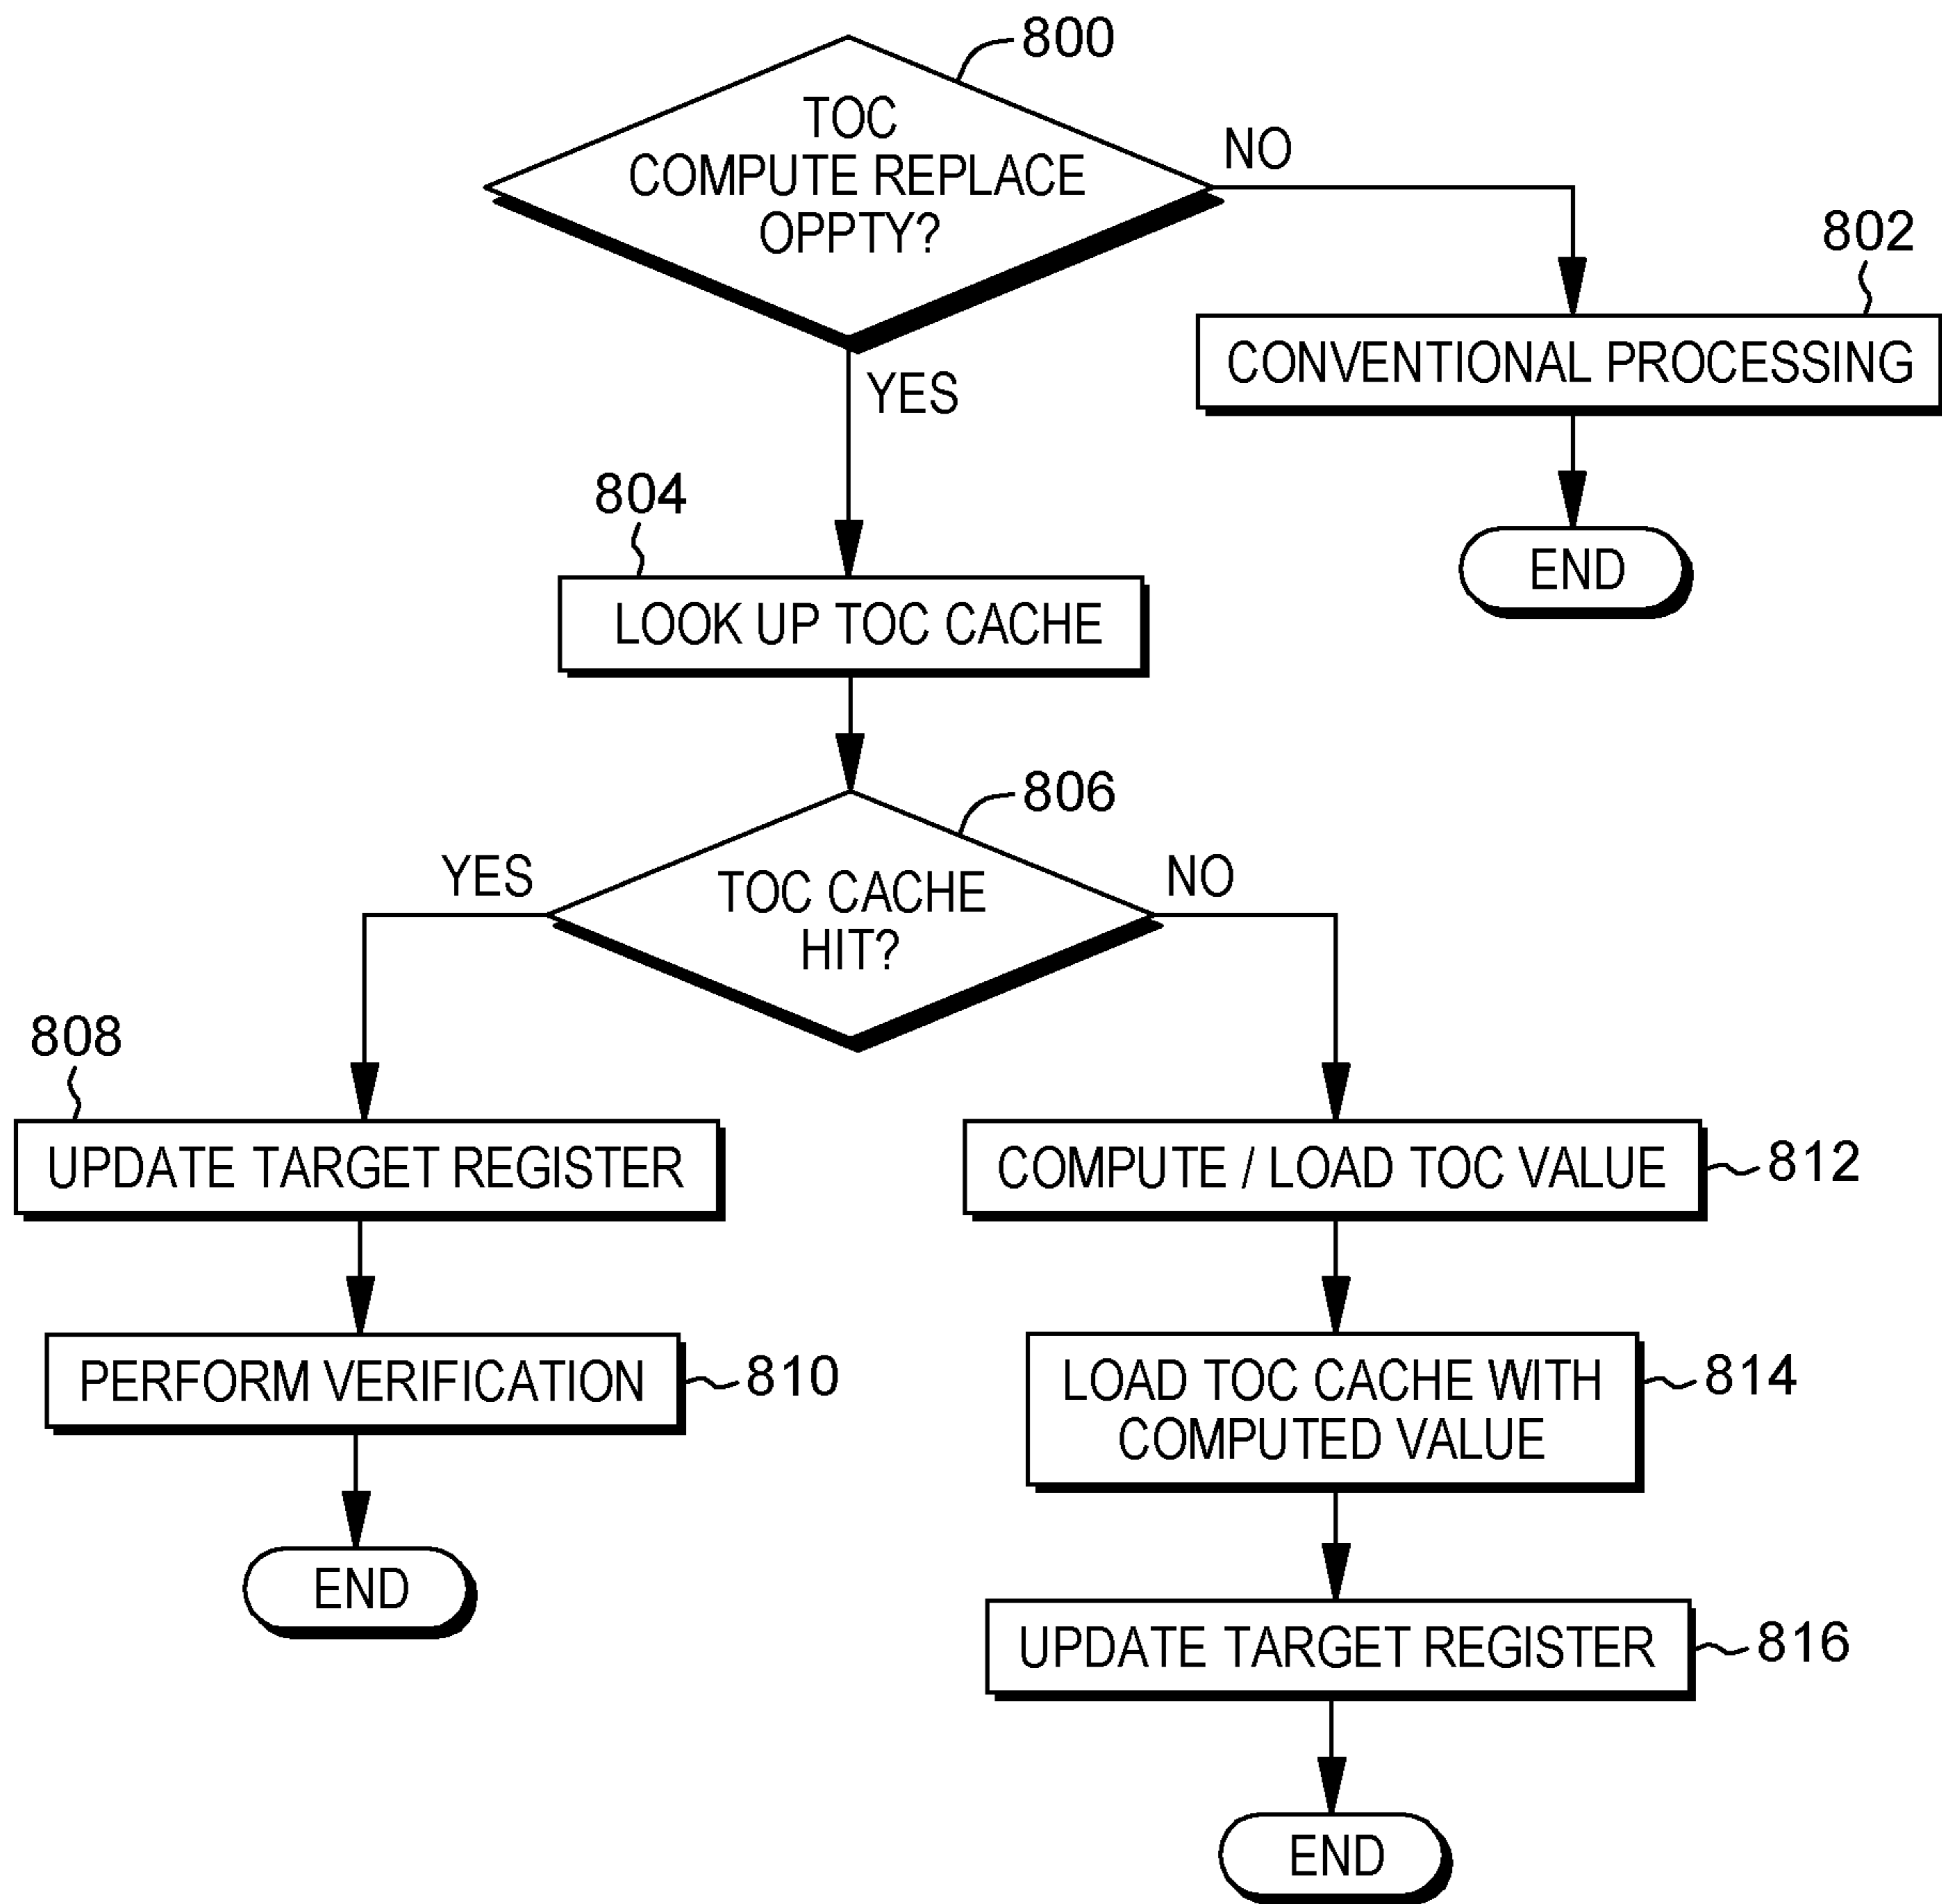 800
TOC
COMPUTE REPLACE
OPPTY?
NO
802
CONVENTIONAL PROCESSING
YES
END
804
LOOK UP TOC CACHE
806
YES
TOC CACHE
HIT?
NO
808
UPDATE TARGET REGISTER
COMPUTE / LOAD TOC VALUE
812
PERFORM VERIFICATION
810
LOAD TOC CACHE WITH
COMPUTED VALUE
814
END
UPDATE TARGET REGISTER
816
END